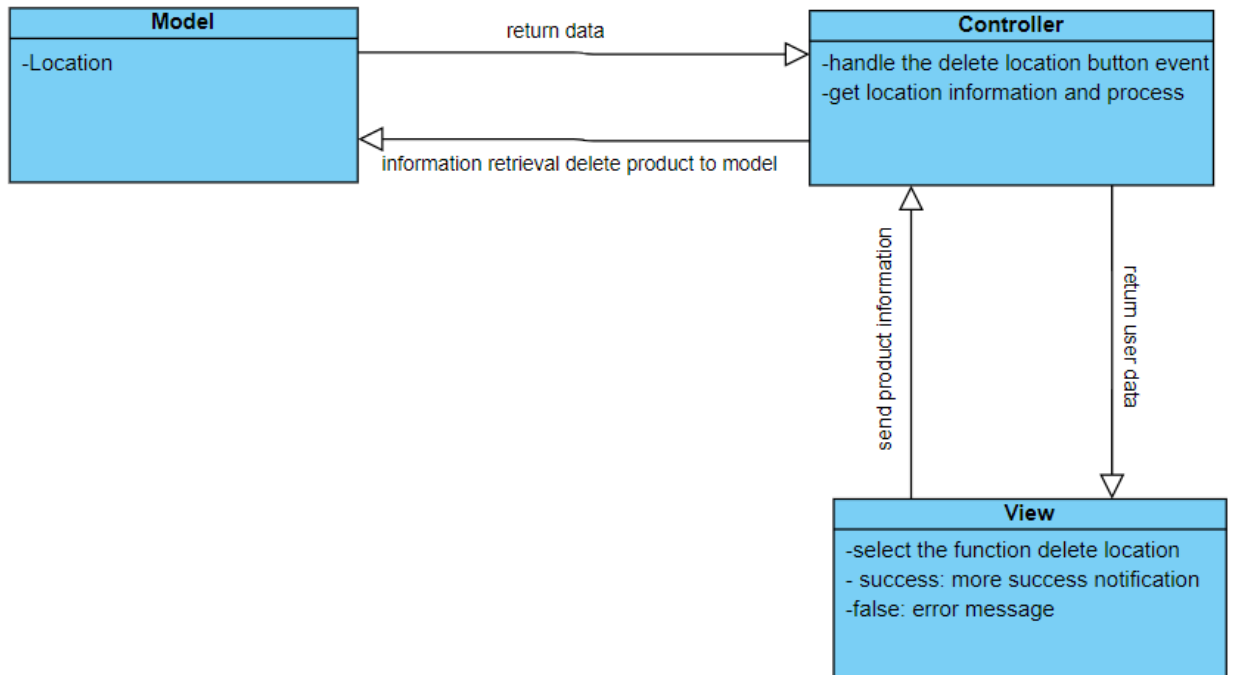 Model
-Location
return data
Controller
-handle the delete location button event
-get location information and process
information retrieval delete product to model
send product information
return user data
View
-select the function delete location
- success: more success notification
-false: error message